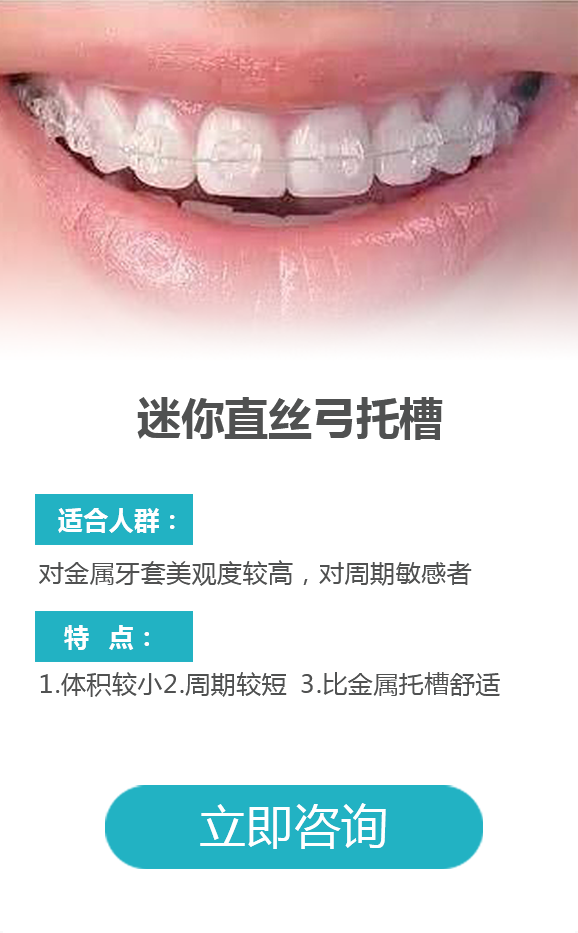 迷你直丝弓托槽
适合人群：
对金属牙套美观度较高，对周期敏感者
特 点：
1.体积较小2.周期较短 3.比金属托槽舒适
立即咨询